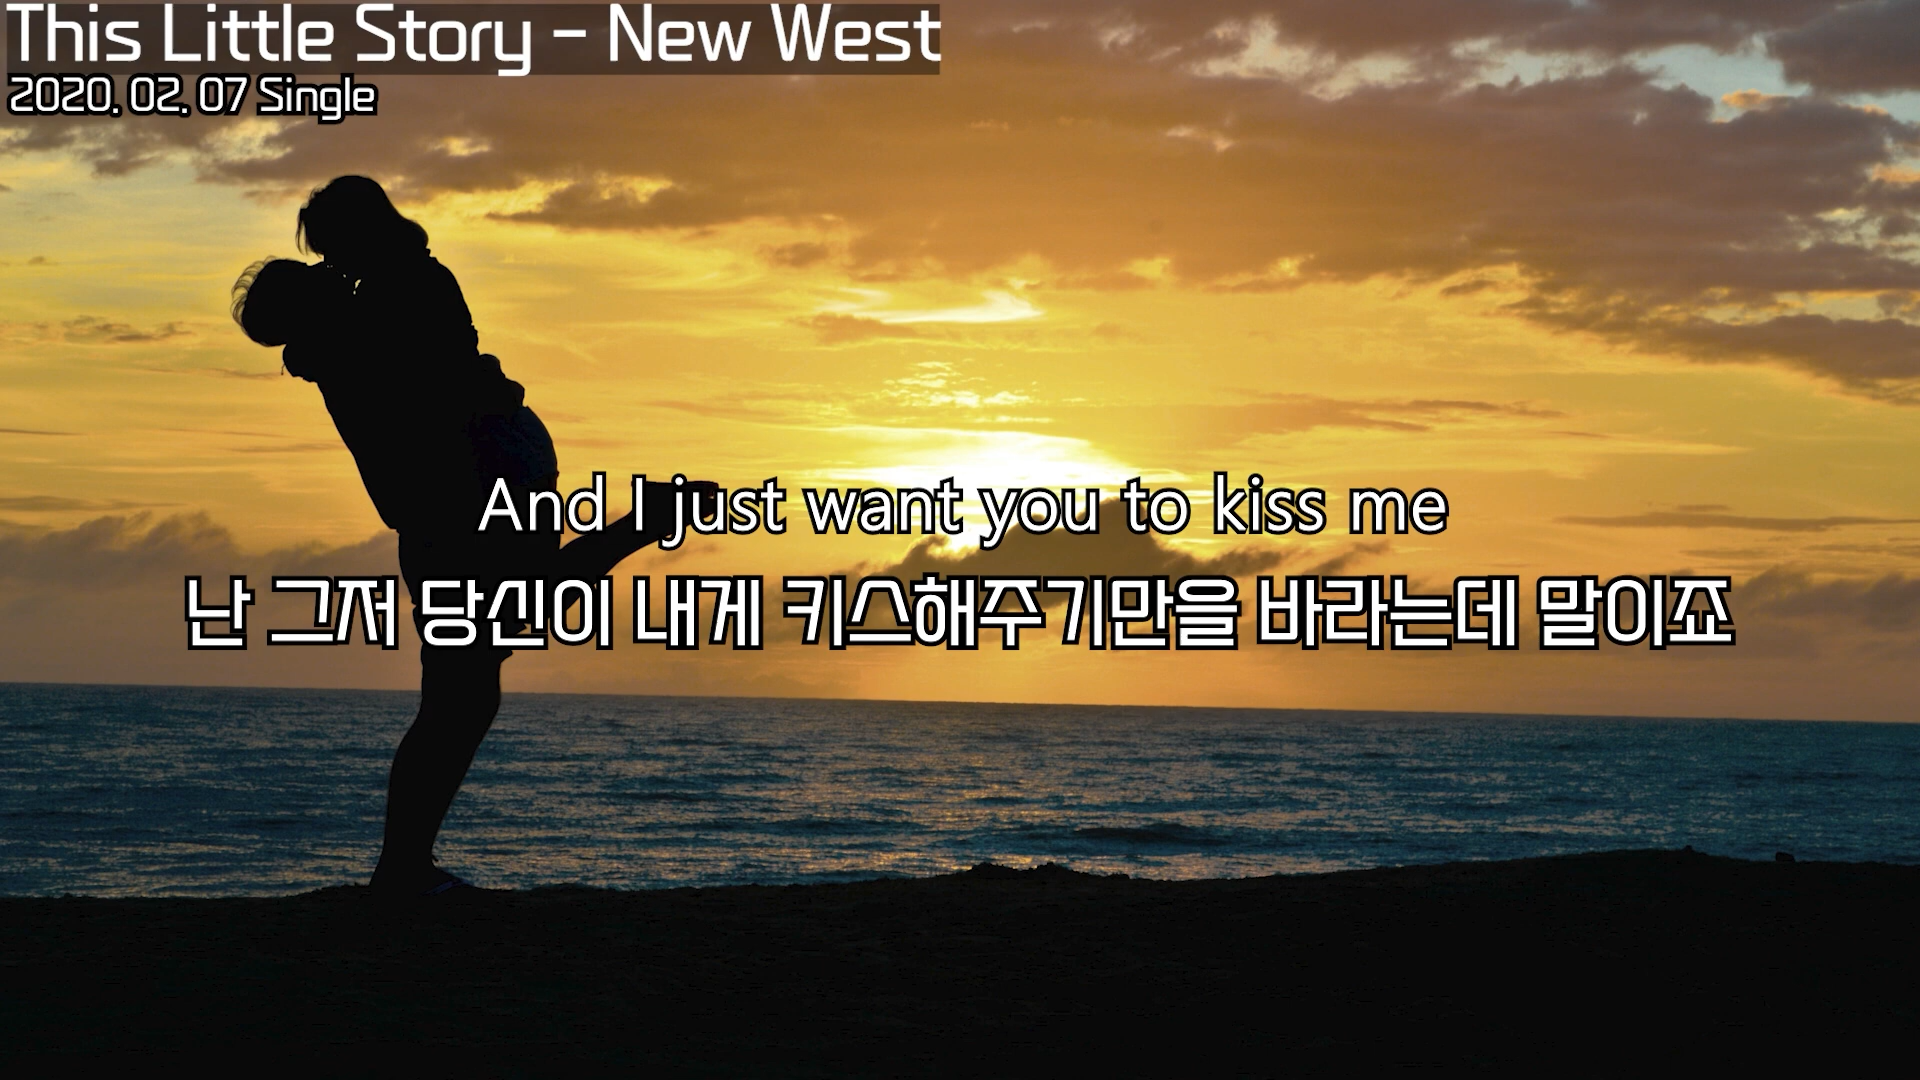 This Little Story - New West
2020. 02. 07 Single
And I just want you to kiss me
난 그저 당신이 내게 키스해주기만을 바라는데 말이죠